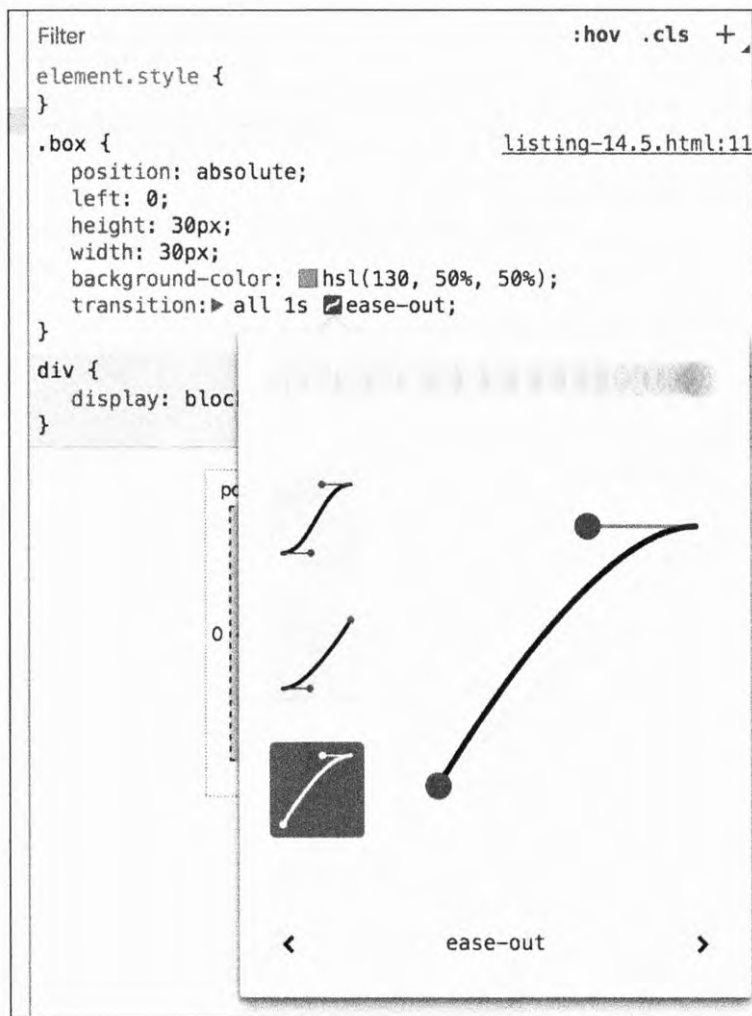 Filter :hov .cls +
element.style {
}
.box { listing-14.5.html:11
position: absolute;
left: 0;
height: 30px;
width: 30px;
background-color: hsl(130, 50%, 50%);
transition: all 1s ease-out;
}
div {
display: bloc
}
po
0
ease-out